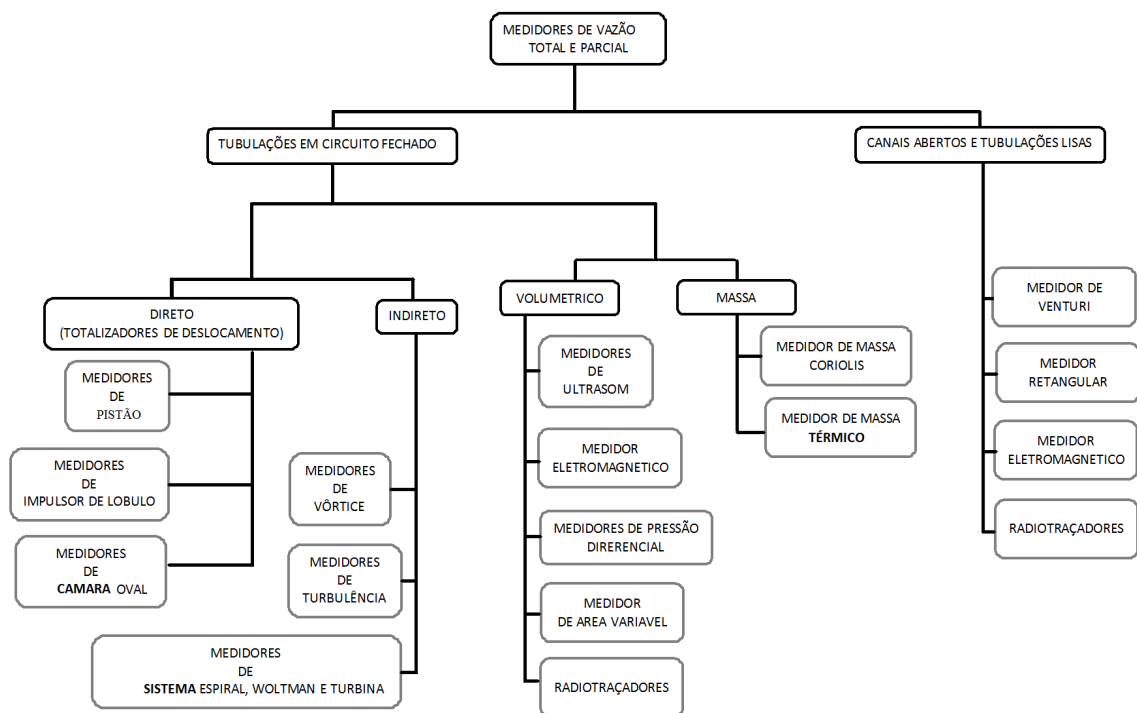 MEDIDORES DE VAZÃO
TOTAL E PARCIAL
TUBULAÇÕES EM CIRCUITO FECHADO
CANAIS ABERTOS E TUBULAÇÕES LISAS
DIRETO
(TOTALIZADORES DE DESLOCAMENTO)
INDIRETO
VOLUMETRICO
MASSA
MEDIDORES
DE
PISTÃO
MEDIDORES
DE
IMPULSOR DE LOBULO
MEDIDORES
DE
CAMARA OVAL
MEDIDORES
DE
VÔRTICE
MEDIDORES
DE
TURBULÊNCIA
MEDIDORES
DE
SISTEMA ESPIRAL, WOLTMAN E TURBINA
MEDIDORES
DE
ULTRASOM
MEDIDOR
ELETROMAGNETICO
MEDIDORES DE PRESSÃO
DIRERENCIAL
MEDIDOR
DE AREA VARIAVEL
RADIOTRAÇADORES
MEDIDOR DE MASSA
CORIOLIS
MEDIDOR DE MASSA
TÉRMICO
MEDIDOR DE
VENTURI
MEDIDOR
RETANGULAR
MEDIDOR
ELETROMAGNETICO
RADIOTRAÇADORES